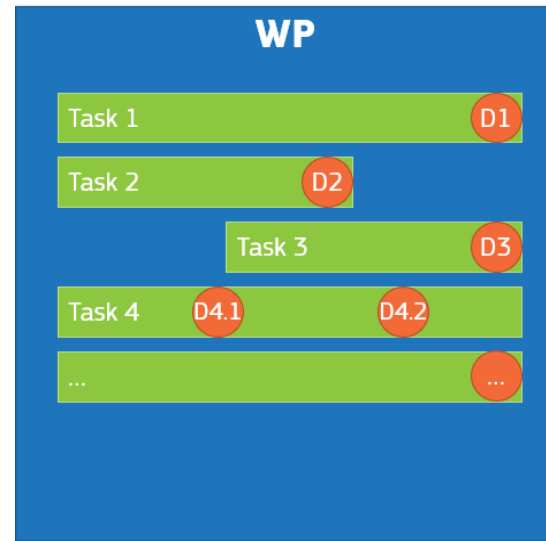 WP
Task 1 D1
Task 2 D2
Task 3 D3
Task 4 D4.1 D4.2
... ...